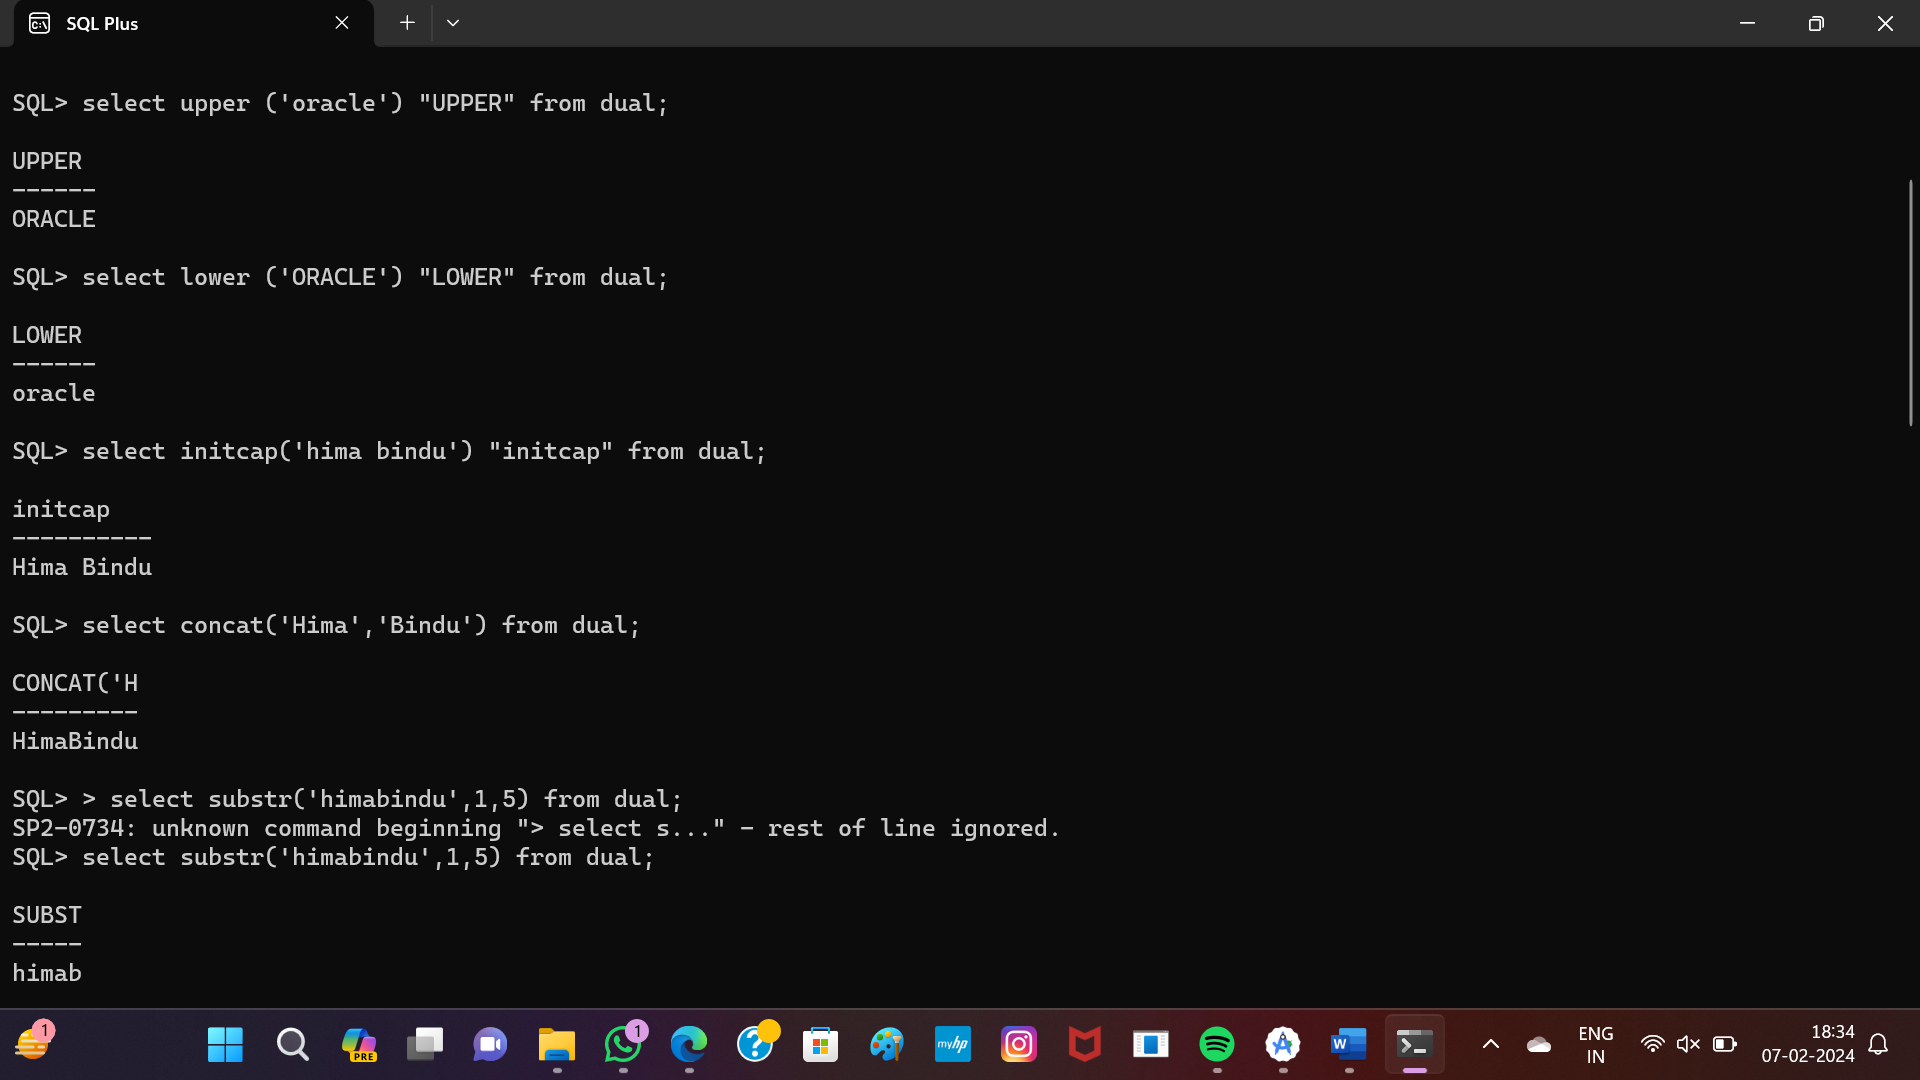 SQL Plus
SQL> select upper ('oracle') "UPPER" from dual;
UPPER
------
ORACLE
SQL> select lower ('ORACLE') "LOWER" from dual;
LOWER
------
oracle
SQL> select initcap('hima bindu') "initcap" from dual;
initcap
----------
Hima Bindu
SQL> select concat('Hima','Bindu') from dual;
CONCAT('H
---------
HimaBindu
SQL> > select substr('himabindu',1,5) from dual;
SP2-0734: unknown command beginning "> select s..." - rest of line ignored.
SQL> select substr('himabindu',1,5) from dual;
SUBST
-----
himab
1
PRE
1
myhp
W
ENG
IN
18:34
07-02-2024